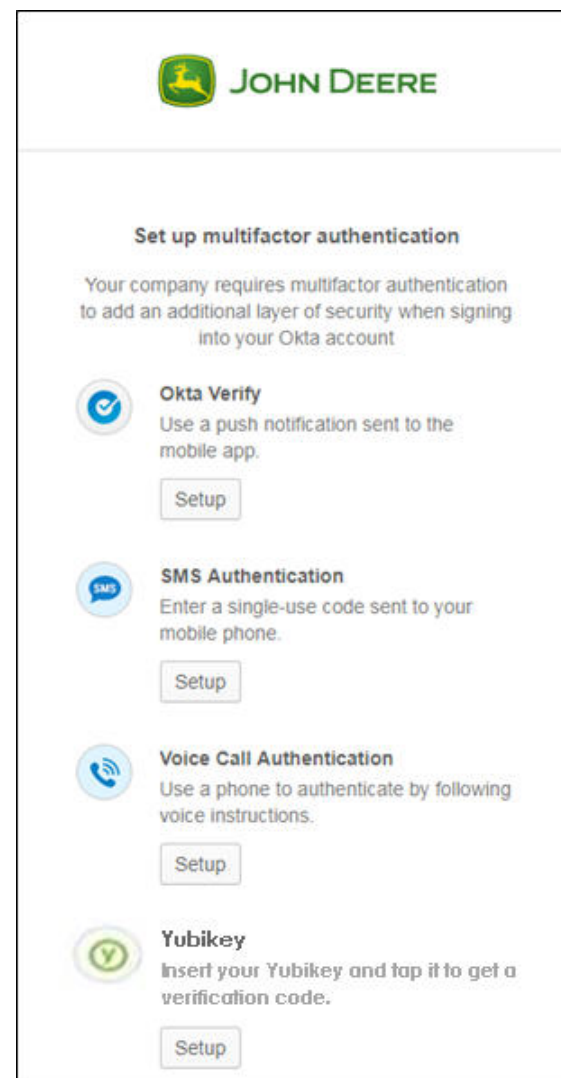 JOHN DEERE
Set up multifactor authentication
Your company requires multifactor authentication
to add an additional layer of security when signing
into your Okta account
Okta Verify
Use a push notification sent to the
mobile app.
Setup
SMS
SMS Authentication
Enter a single-use code sent to your
mobile phone.
Setup
Voice Call Authentication
Use a phone to authenticate by following
voice instructions.
Setup
Y
Yubikey
Insert your Yubikey and tap it to get a
verification code.
Setup